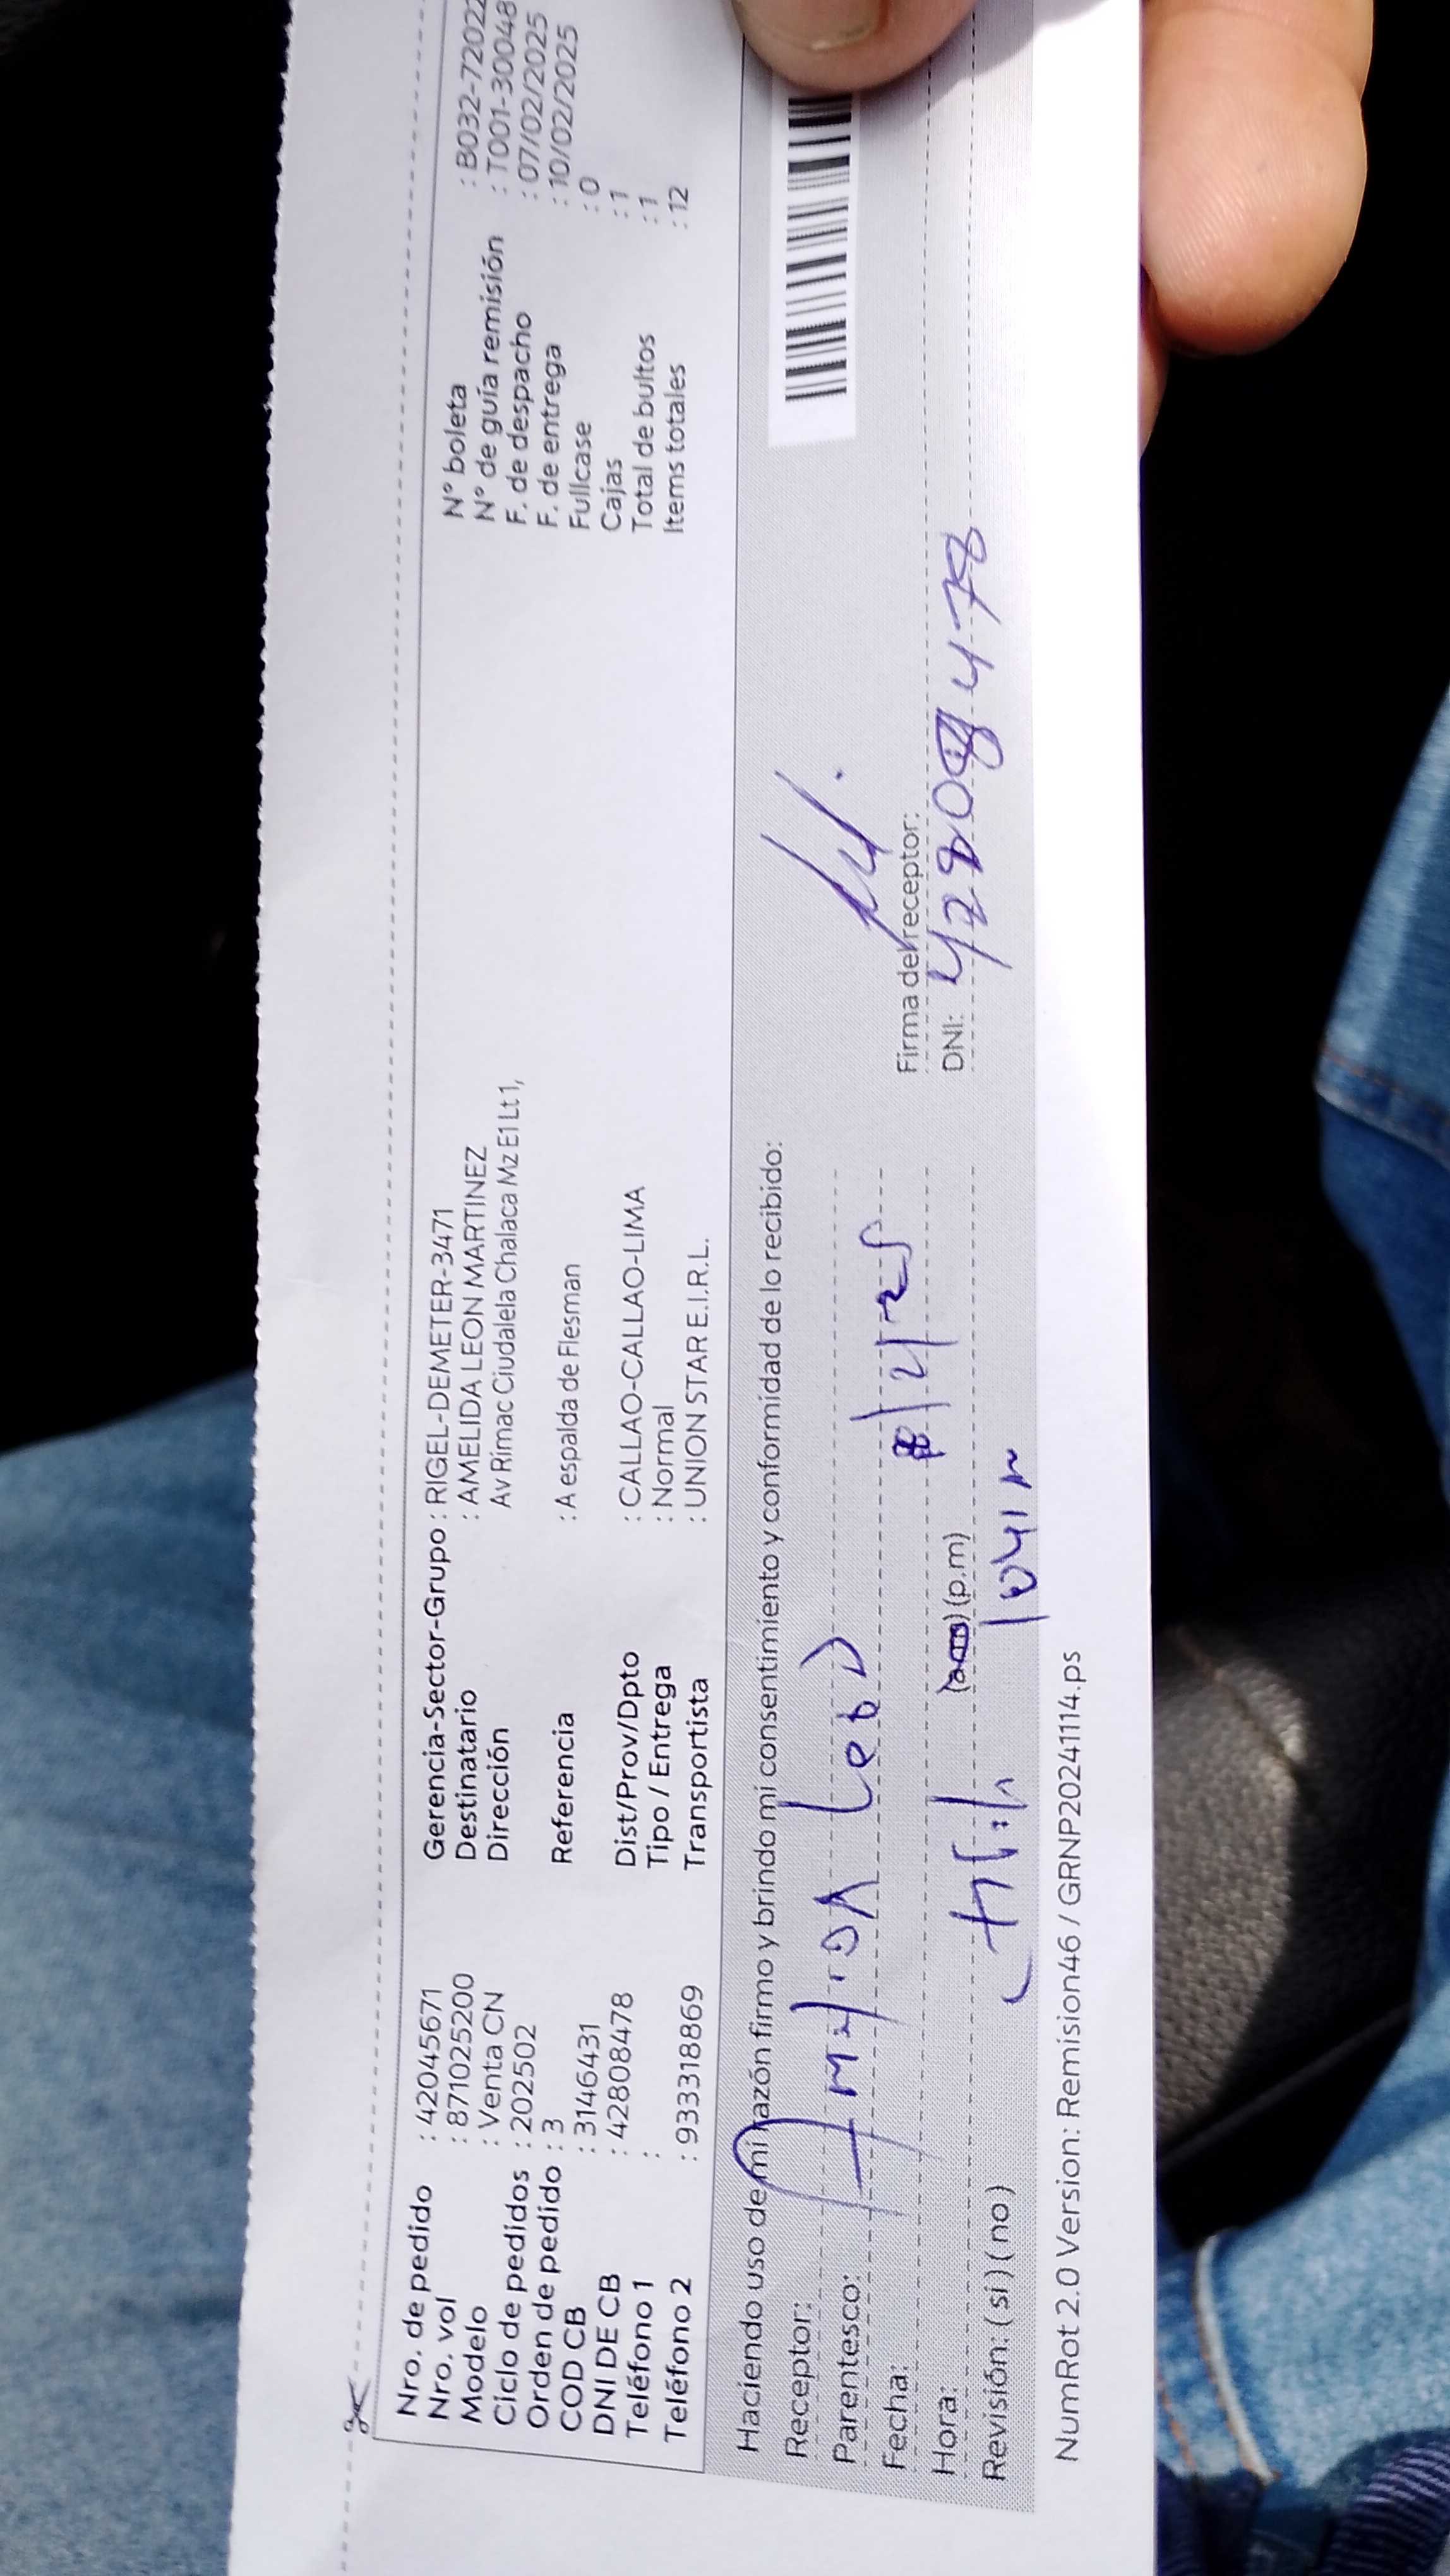 Nro. de pedido : 42045671
Nro. vol : 871025200
Modelo : Venta CN
Ciclo de pedidos : 202502
Orden de pedido : 3
COD CB : 3146431
DNI DE CB : 42808478
Teléfono 1 :
Teléfono 2 : 933318869
Gerencia-Sector-Grupo : RIGEL-DEMETER-3471
Destinatario : AMELIDA LEON MARTINEZ
Dirección Av Rimac Ciudalela Chalaca Mz E1 Lt 1,
Referencia : A espalda de Flesman
Dist/Prov/Dpto : CALLAO-CALLAO-LIMA
Tipo / Entrega : Normal
Transportista : UNION STAR E.I.R.L.
N° boleta : B032-72022
N° de guía remisión : T001-30048
F. de despacho : 07/02/2025
F. de entrega : 10/02/2025
Fullcase : 0
Cajas : 1
Total de bultos : 1
Items totales : 12
Haciendo uso de mi razón firmo y brindo mi consentimiento y conformidad de lo recibido:
Receptor:
Parentesco:
Fecha: 8/2/25
Hora: (p.m)
Revisión: ( si ) ( no )
Firma del receptor:
DNI: 42808478
NumRot 2.0 Version: Remision46 / GRNP20241114.ps